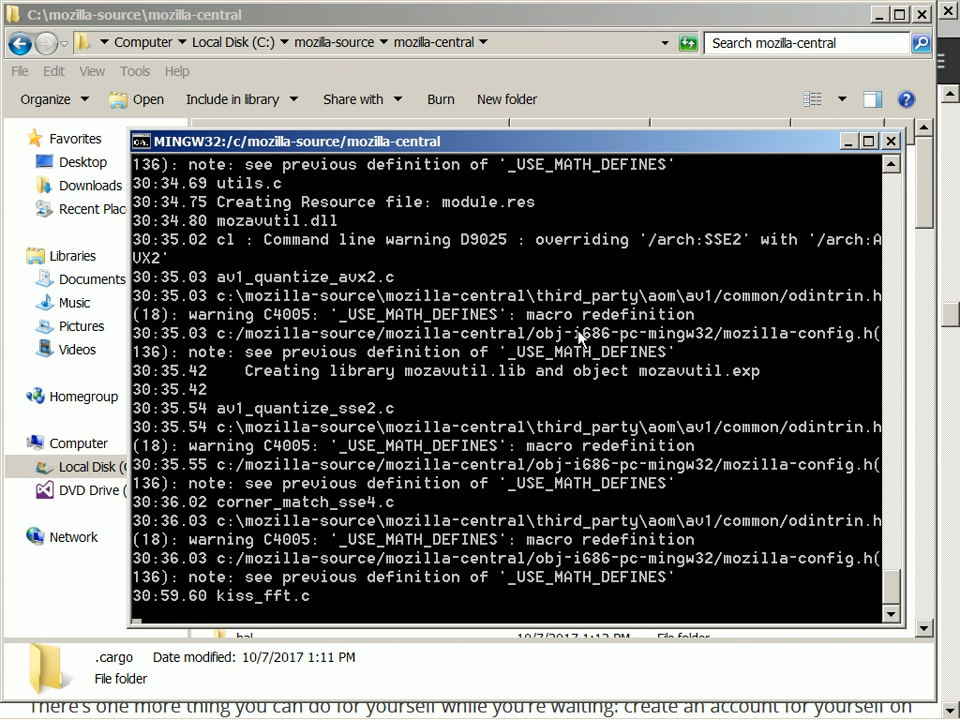 C:\mozilla-source\mozilla-central
Computer Local Disk (C:) mozilla-source mozilla-central
Search mozilla-central
File Edit View Tools Help
Organize Open Include in library Share with Burn New folder
Favorites
Desktop
Downloads
Recent Plac
Libraries
Documents
Music
Pictures
Videos
Homegroup
Computer
Local Disk (
DVD Drive (
Network
MINGW32:/c/mozilla-source/mozilla-central
136): note: see previous definition of '_USE_MATH_DEFINES'
30:34.69 utils.c
30:34.75 Creating Resource file: module.res
30:34.80 mozavutil.dll
30:35.02 cl : Command line warning D9025 : overriding '/arch:SSE2' with '/arch:A
UX2'
30:35.03 av1_quantize_avx2.c
30:35.03 c:\mozilla-source\mozilla-central\third_party\aom\av1/common/odintrin.h
(18): warning C4005: '_USE_MATH_DEFINES': macro redefinition
30:35.03 c:/mozilla-source/mozilla-central/obj-i686-pc-mingw32/mozilla-config.h(
136): note: see previous definition of '_USE_MATH_DEFINES'
30:35.42    Creating library mozavutil.lib and object mozavutil.exp
30:35.42
30:35.54 av1_quantize_sse2.c
30:35.54 c:\mozilla-source\mozilla-central\third_party\aom\av1/common/odintrin.h
(18): warning C4005: '_USE_MATH_DEFINES': macro redefinition
30:35.55 c:/mozilla-source/mozilla-central/obj-i686-pc-mingw32/mozilla-config.h(
136): note: see previous definition of '_USE_MATH_DEFINES'
30:36.02 corner_match_sse4.c
30:36.03 c:\mozilla-source\mozilla-central\third_party\aom\av1/common/odintrin.h
(18): warning C4005: '_USE_MATH_DEFINES': macro redefinition
30:36.03 c:/mozilla-source/mozilla-central/obj-i686-pc-mingw32/mozilla-config.h(
136): note: see previous definition of '_USE_MATH_DEFINES'
30:59.60 kiss_fft.c
hal 10/7/2017 1:12 PM File folder
.cargo Date modified: 10/7/2017 1:11 PM
File folder
There's one more thing you can do for yourself while you're waiting: create an account for yourself on